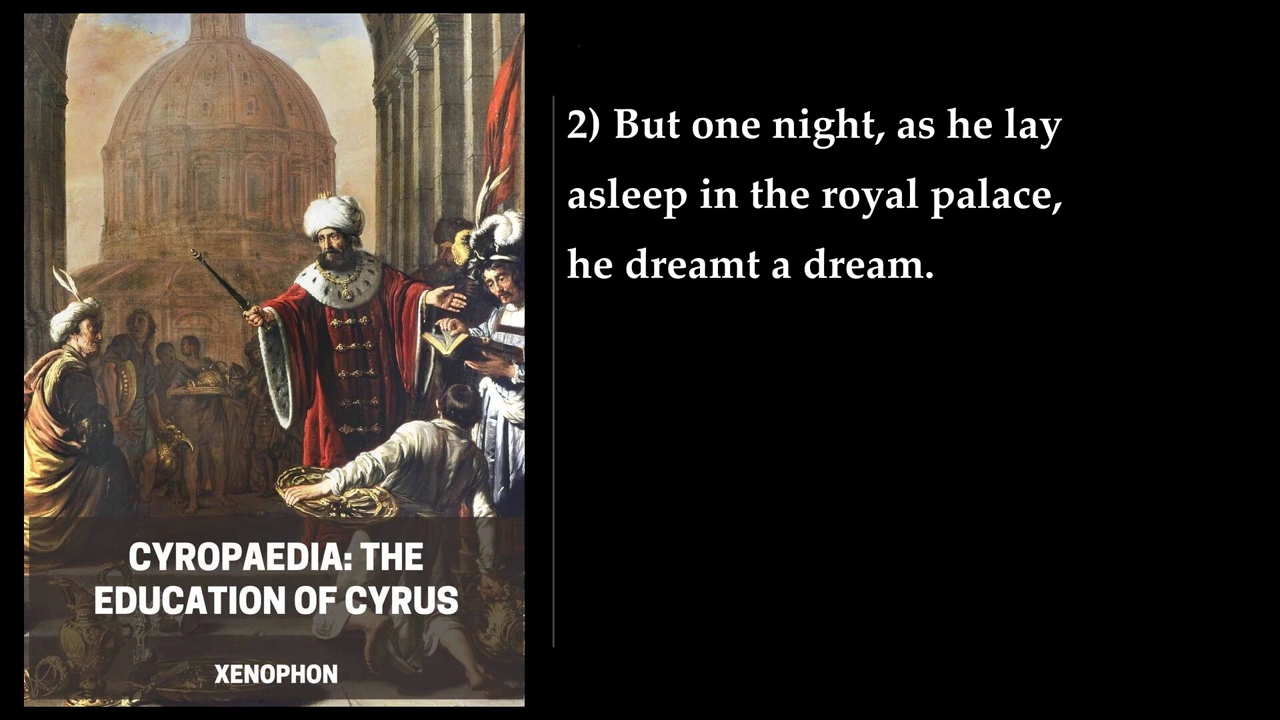 CYROPAEDIA: THE
EDUCATION OF CYRUS
XENOPHON
2) But one night, as he lay
asleep in the royal palace,
he dreamt a dream.